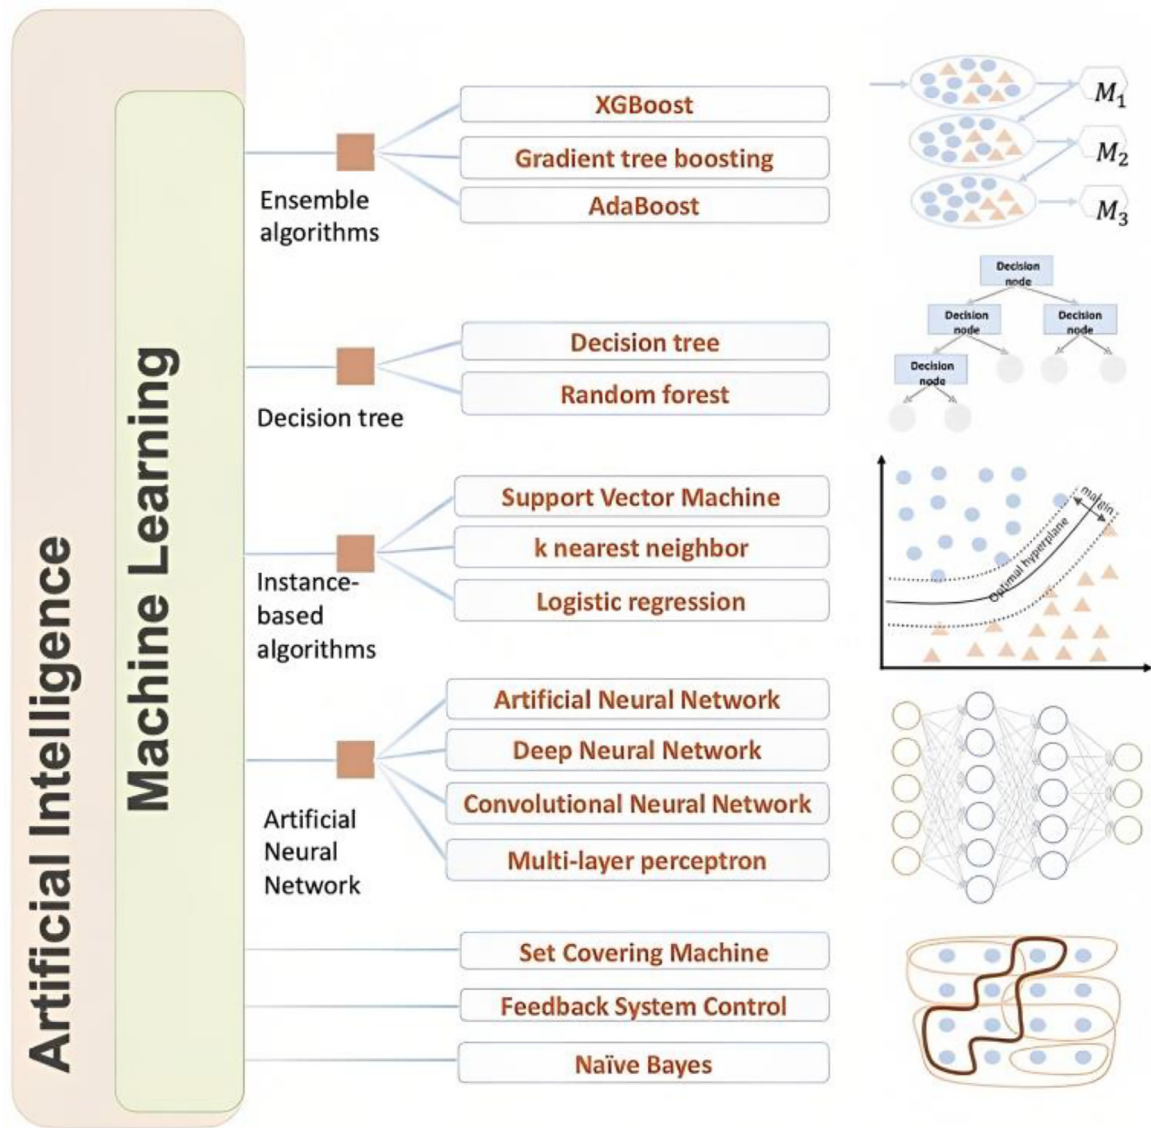 Artificial Intelligence
Machine Learning
Ensemble
algorithms
XGBoost
Gradient tree boosting
AdaBoost
M1
M2
M3
Decision tree
Decision tree
Random forest
Decision
node
Decision
node
Decision
node
Decision
node
Instance-
based
algorithms
Support Vector Machine
k nearest neighbor
Logistic regression
margin
Optimal hyperplane
Artificial
Neural
Network
Artificial Neural Network
Deep Neural Network
Convolutional Neural Network
Multi-layer perceptron
Set Covering Machine
Feedback System Control
Naïve Bayes